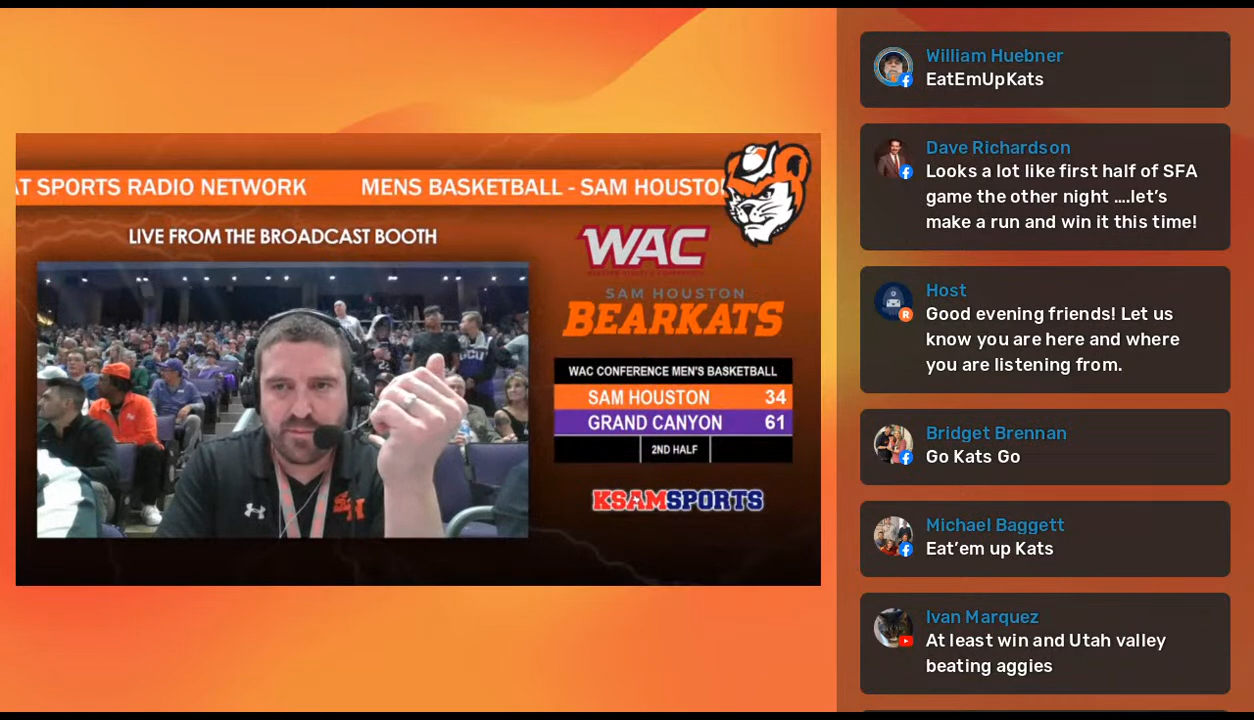 AT SPORTS RADIO NETWORK MENS BASKETBALL - SAM HOUSTO
LIVE FROM THE BROADCAST BOOTH
WAC
SAM HOUSTON
BEARKATS
WAC CONFERENCE MEN'S BASKETBALL
SAM HOUSTON 34
GRAND CANYON 61
2ND HALF
KSAMSPORTS
GCU
SH
William Huebner
EatEmUpKats
Dave Richardson
Looks a lot like first half of SFA
game the other night ....let's
make a run and win it this time!
Host
Good evening friends! Let us
know you are here and where
you are listening from.
Bridget Brennan
Go Kats Go
Michael Baggett
Eat'em up Kats
Ivan Marquez
At least win and Utah valley
beating aggies